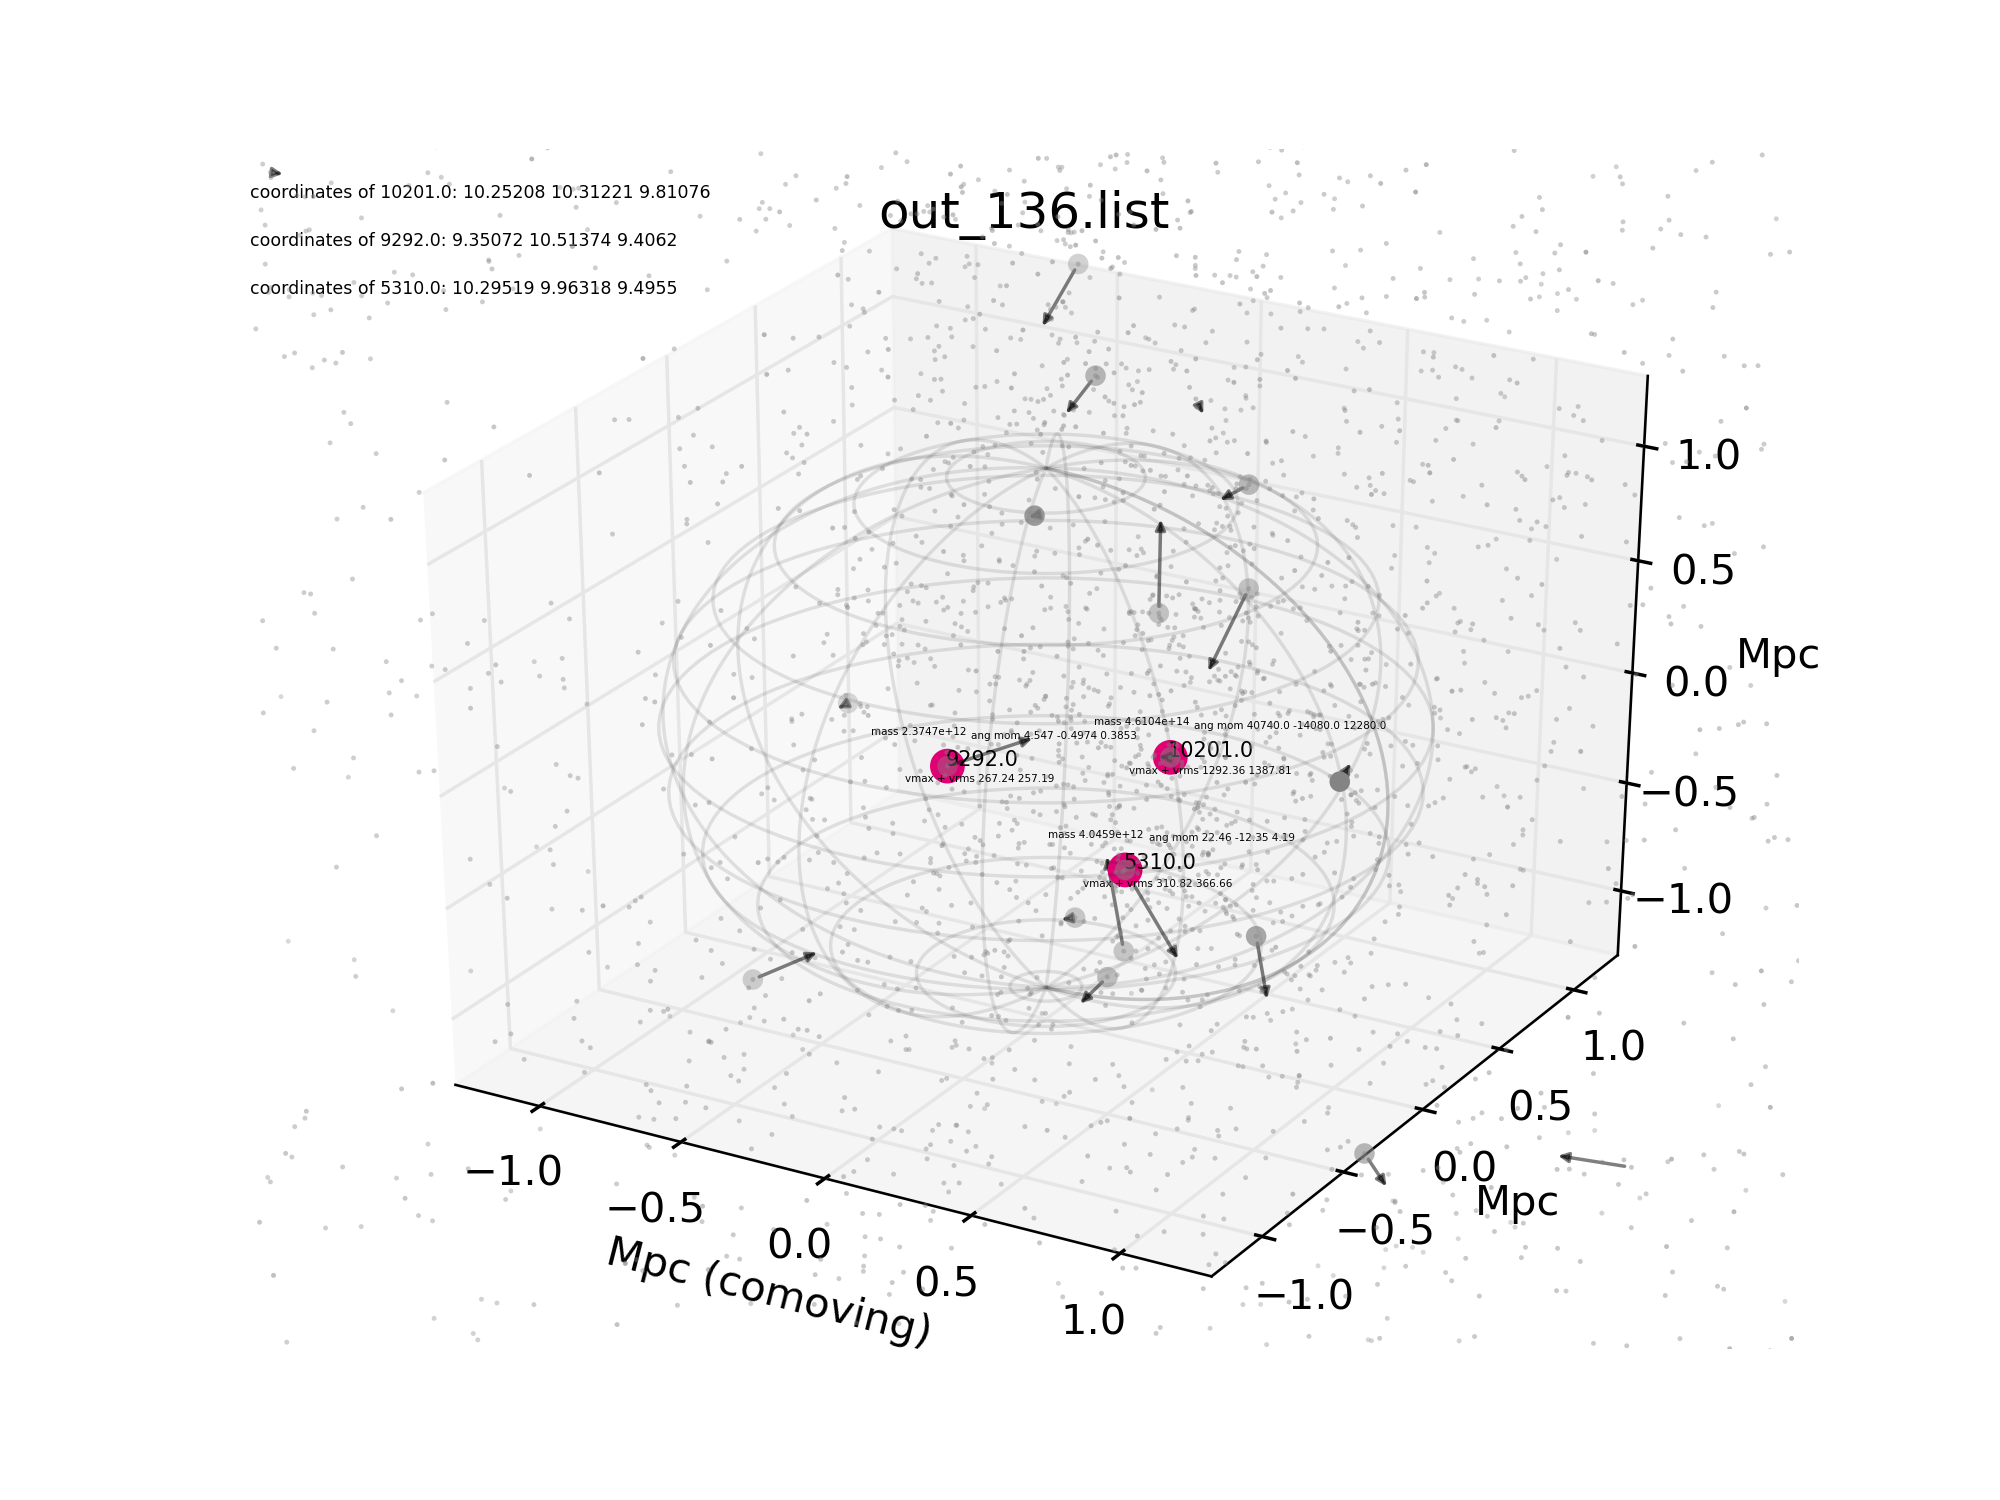 coordinates of 10201.0: 10.25208 10.31221 9.81076
out_136.list
coordinates of 9292.0: 9.35072 10.51374 9.4062
coordinates of 5310.0: 10.29519 9.96318 9.4955
1.0
0.5
0.0
−0.5
−1.0
Mpc
mass 4.6104e+14
ang mom 40740.0 -14080.0 12280.0
10201.0
vmax + vrms 1292.36 1387.81
mass 2.3747e+12
ang mom 4.547 -0.4974 0.3853
9292.0
vmax + vrms 267.24 257.19
mass 4.0459e+12
ang mom 22.46 -12.35 4.19
5310.0
vmax + vrms 310.82 366.66
1.0
0.5
0.0
−0.5
−1.0
Mpc
−1.0
−0.5
0.0
0.5
1.0
Mpc (comoving)